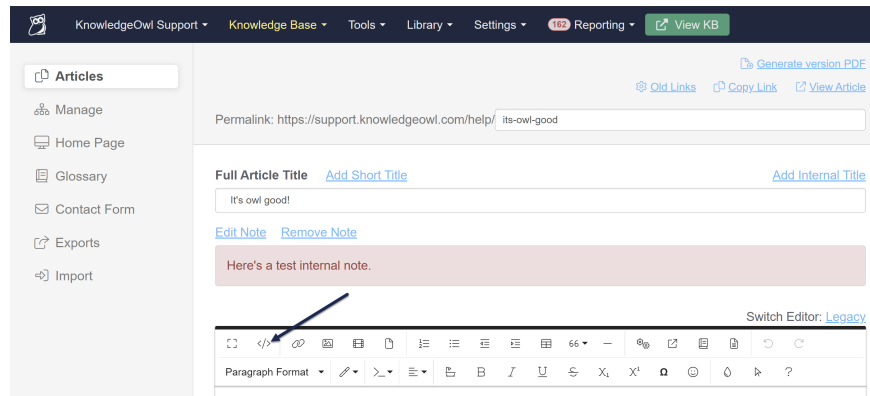 KnowledgeOwl Support Knowledge Base Tools Library Settings 162 Reporting View KB
Articles
Manage
Home Page
Glossary
Contact Form
Exports
Import
Generate version PDF
Old Links Copy Link View Article
Permalink: https://support.knowledgeowl.com/help/ its-owl-good
Full Article Title Add Short Title Add Internal Title
It's owl good!
Edit Note Remove Note
Here's a test internal note.
Switch Editor: Legacy
</> 66
Paragraph Format >_ B I U S X₁ X¹ Ω ?